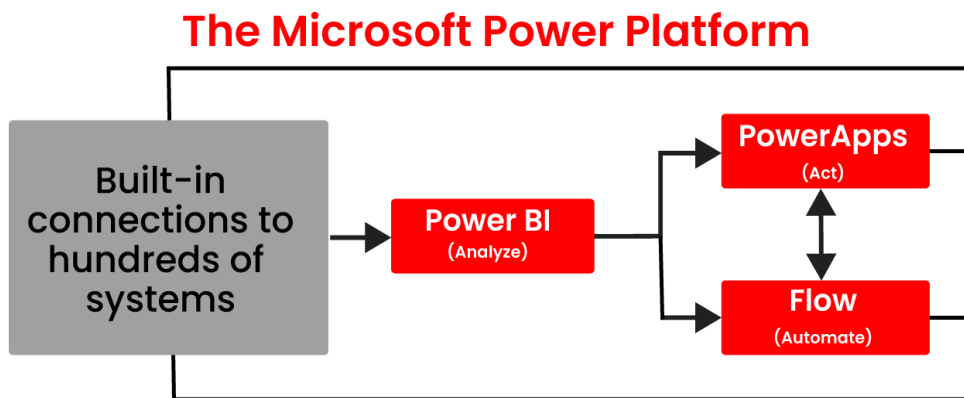 The Microsoft Power Platform
Built-in
connections to
hundreds of
systems
Power BI
(Analyze)
PowerApps
(Act)
Flow
(Automate)